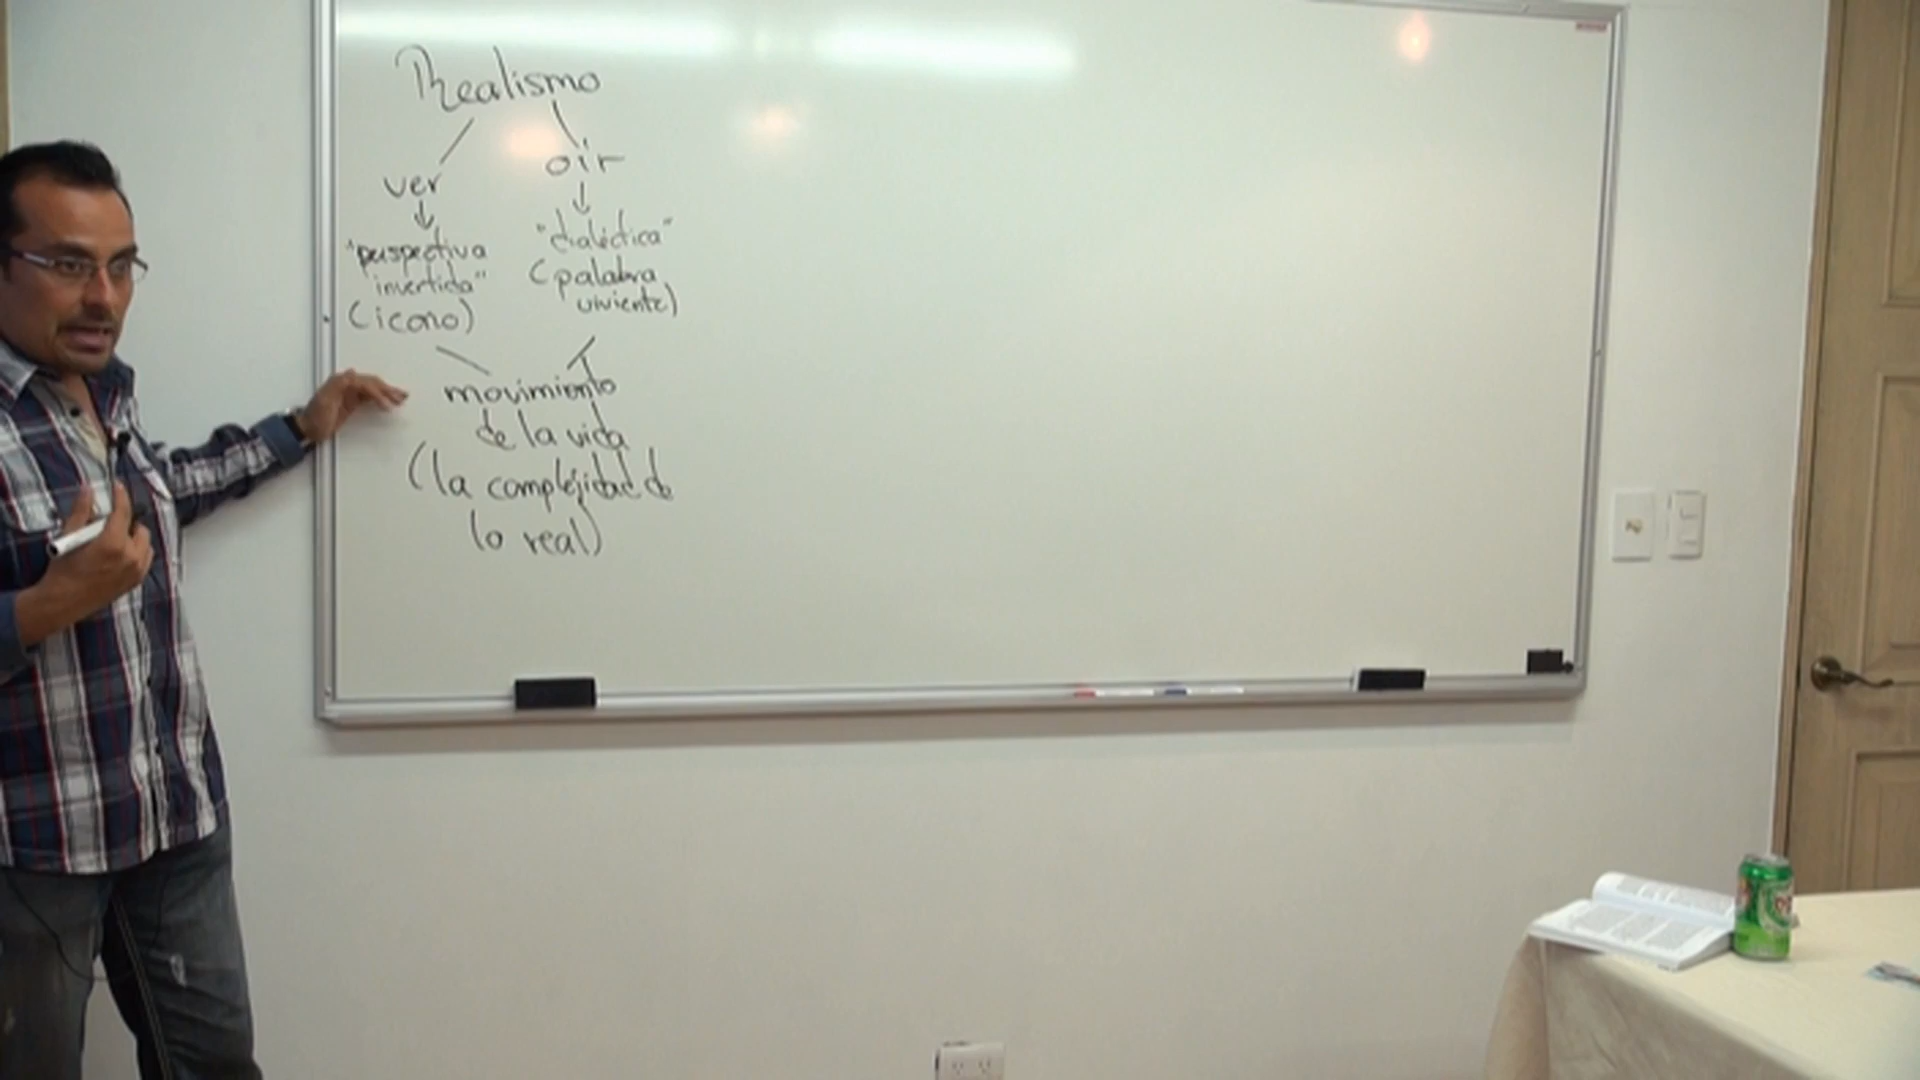 Realismo
ver
oir
"perspectiva
invertida"
(icono)
"dialéctica"
(palabra
viviente)
movimiento
de la vida
(la complejidad de
lo real)